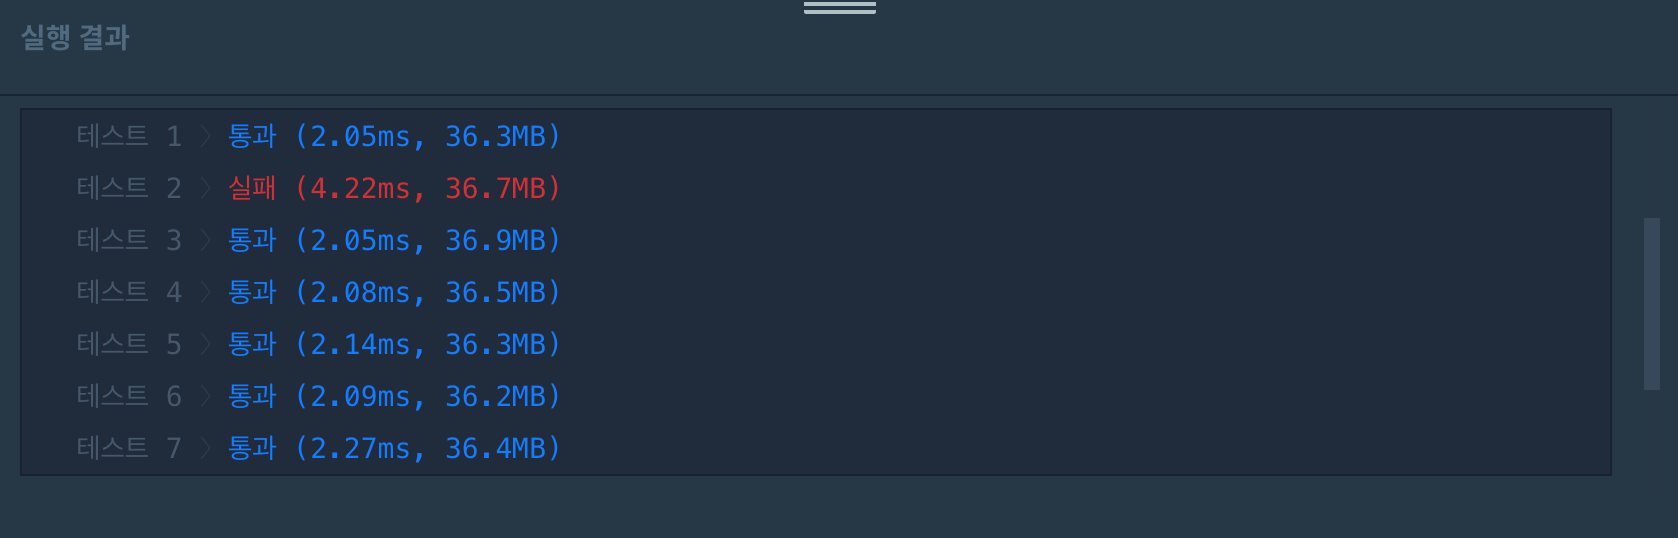 실행 결과
테스트 1 〉 통과 (2.05ms, 36.3MB)
테스트 2 〉 실패 (4.22ms, 36.7MB)
테스트 3 〉 통과 (2.05ms, 36.9MB)
테스트 4 〉 통과 (2.08ms, 36.5MB)
테스트 5 〉 통과 (2.14ms, 36.3MB)
테스트 6 〉 통과 (2.09ms, 36.2MB)
테스트 7 〉 통과 (2.27ms, 36.4MB)